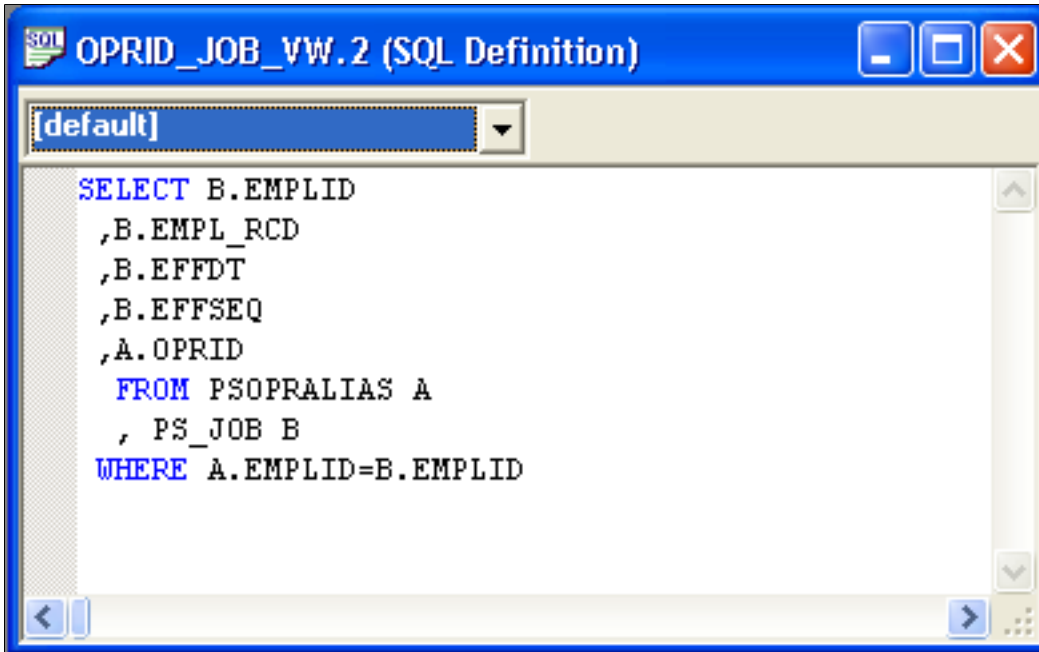 OPRID_JOB_VW.2 (SQL Definition)
[default]
SELECT B.EMPLID
,B.EMPL_RCD
,B.EFFDT
,B.EFFSEQ
,A.OPRID
FROM PSOPRALIAS A
, PS_JOB B
WHERE A.EMPLID=B.EMPLID